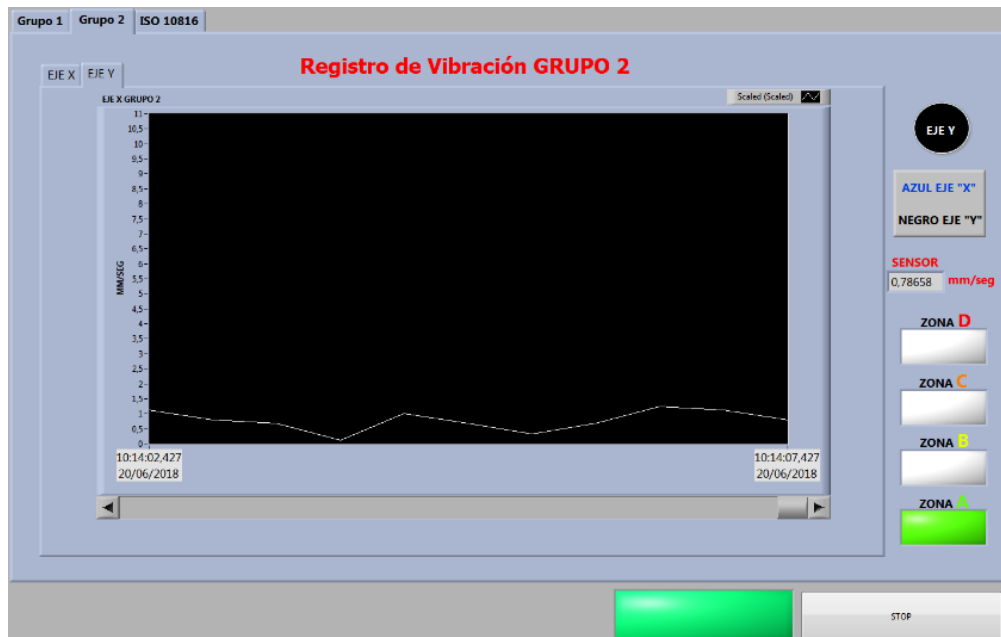 Grupo 1 Grupo 2 ISO 10816
Registro de Vibración GRUPO 2
EJE X EJE Y
EJE X GRUPO 2
Scaled (Scaled)
11
10,5
10
9,5
9
8,5
8
7,5
7
6,5
6
5,5
5
4,5
4
3,5
3
2,5
2
1,5
1
0,5
0
MM/SEG
10:14:02,427
20/06/2018
10:14:07,427
20/06/2018
EJE Y
AZUL EJE "X"
NEGRO EJE "Y"
SENSOR
0,78658 mm/seg
ZONA D
ZONA C
ZONA B
ZONA A
STOP